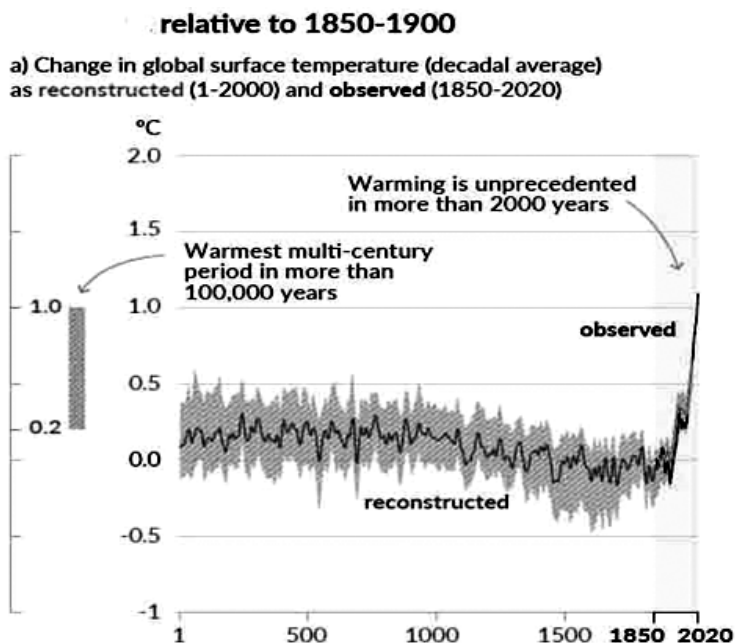 relative to 1850-1900
a) Change in global surface temperature (decadal average)
as reconstructed (1-2000) and observed (1850-2020)
ºC
2.0
Warming is unprecedented
in more than 2000 years
1.5
Warmest multi-century
period in more than
100,000 years
1.0
1.0
observed
0.5
0.2
0.0
reconstructed
-0.5
-1
1
500
1000
1500
1850
2020